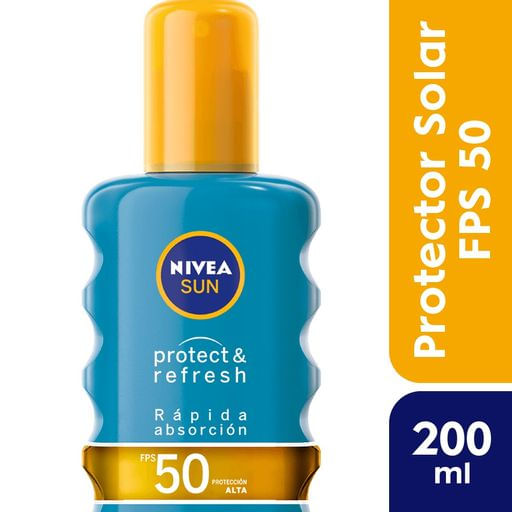 NIVEA
SUN
protect &
refresh
Rápida
absorción
FPS 50
PROTECCIÓN
ALTA
Protector Solar
FPS 50
200
ml